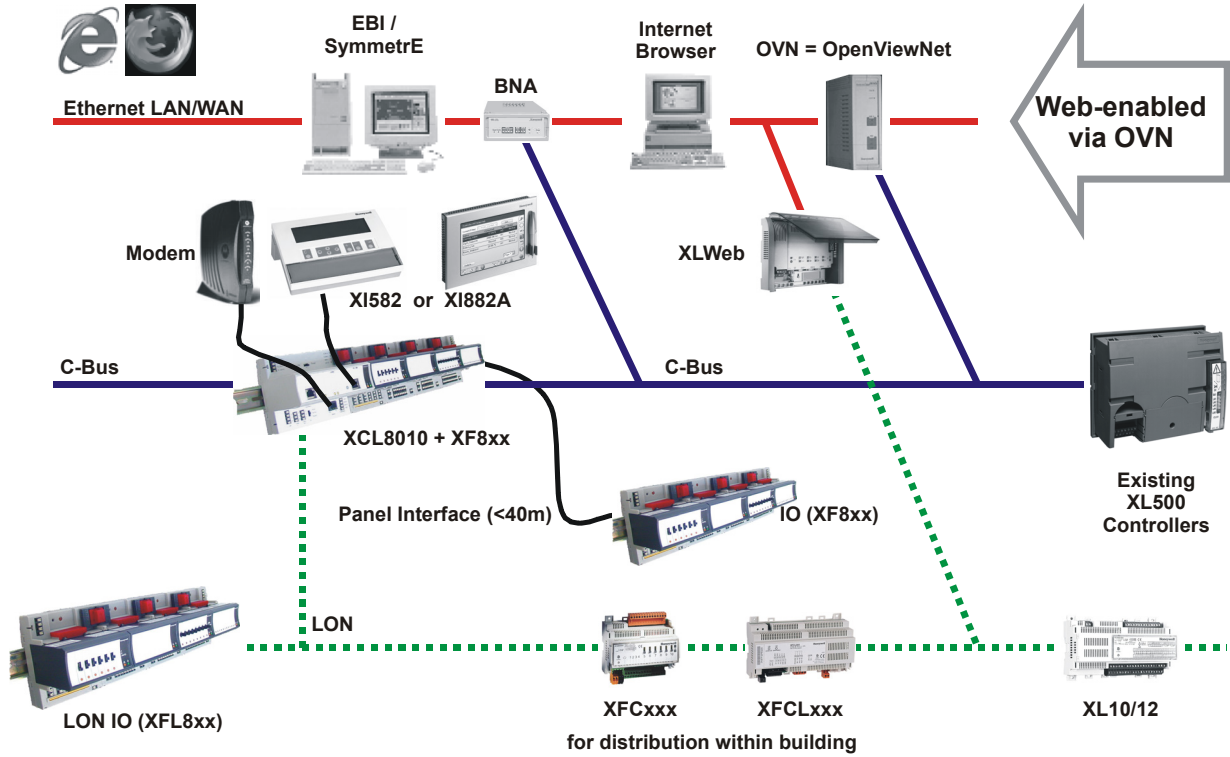 EBI /
SymmetrE
Internet
Browser
OVN = OpenViewNet
BNA
Ethernet LAN/WAN
Web-enabled
via OVN
Modem
XLWeb
XI582 or XI882A
C-Bus
C-Bus
XCL8010 + XF8xx
Existing
XL500
Controllers
Panel Interface (<40m)
IO (XF8xx)
LON
LON IO (XFL8xx)
XFCxxx
XFCLxxx
XL10/12
for distribution within building